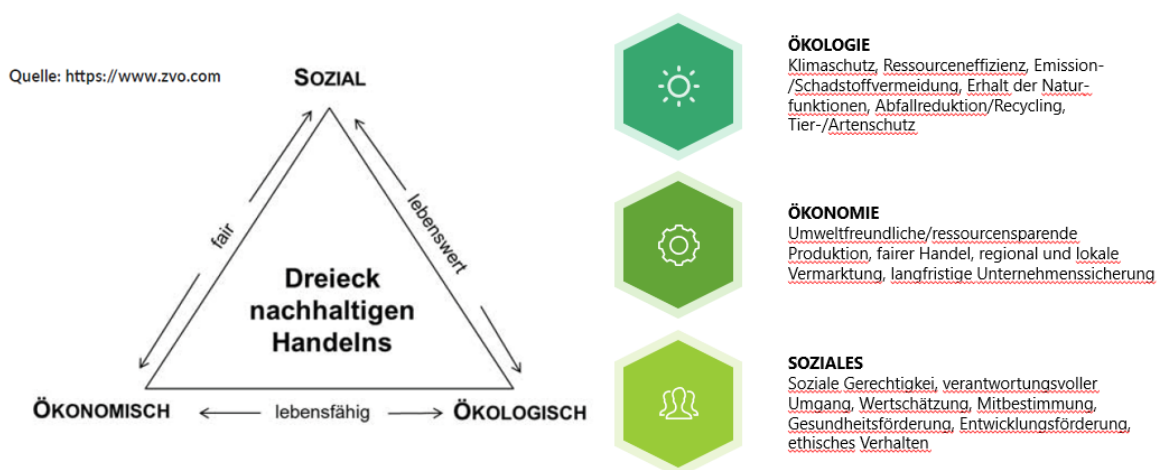 Quelle: https://www.zvo.com
SOZIAL
fair
lebenswert
Dreieck
nachhaltigen
Handelns
ÖKONOMISCH
lebensfähig
ÖKOLOGISCH
ÖKOLOGIE
Klimaschutz, Ressourceneffizienz, Emission-
/Schadstoffvermeidung, Erhalt der Natur-
funktionen, Abfallreduktion/Recycling,
Tier-/Artenschutz
ÖKONOMIE
Umweltfreundliche/ressourcensparende
Produktion, fairer Handel, regional und lokale
Vermarktung, langfristige Unternehmenssicherung
SOZIALES
Soziale Gerechtigkei, verantwortungsvoller
Umgang, Wertschätzung, Mitbestimmung,
Gesundheitsförderung, Entwicklungsförderung,
ethisches Verhalten